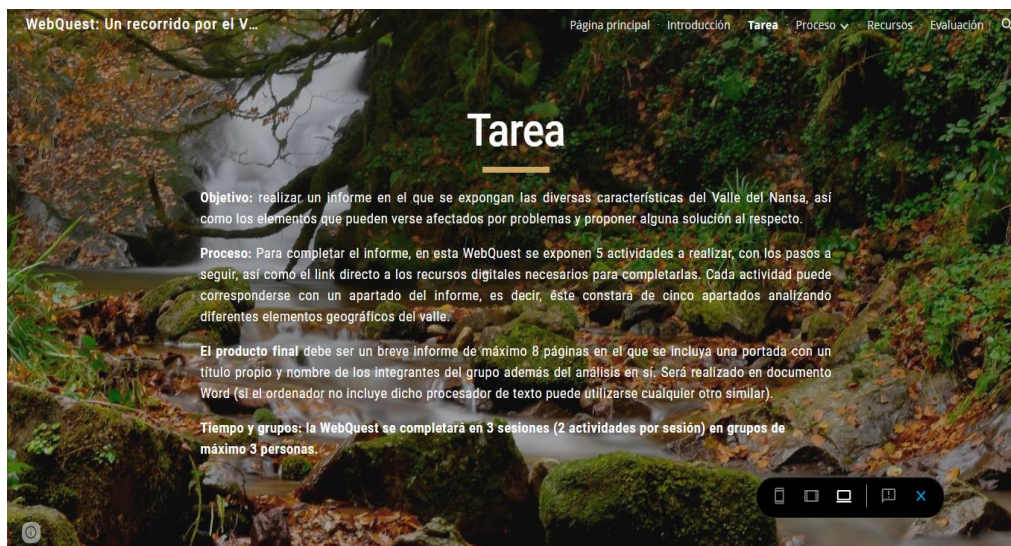 WebQuest: Un recorrido por el V...
Página principal Introducción Tarea Proceso Recursos Evaluación
Tarea
Objetivo: realizar un informe en el que se expongan las diversas características del Valle del Nansa, así
como los elementos que pueden verse afectados por problemas y proponer alguna solución al respecto.
Proceso: Para completar el informe, en esta WebQuest se exponen 5 actividades a realizar, con los pasos a
seguir, así como el link directo a los recursos digitales necesarios para completarlas. Cada actividad puede
corresponderse con un apartado del informe, es decir, éste constará de cinco apartados analizando
diferentes elementos geográficos del valle.
El producto final debe ser un breve informe de máximo 8 páginas en el que se incluya una portada con un
título propio y nombre de los integrantes del grupo además del análisis en sí. Será realizado en documento
Word (si el ordenador no incluye dicho procesador de texto puede utilizarse cualquier otro similar).
Tiempo y grupos: la WebQuest se completará en 3 sesiones (2 actividades por sesión) en grupos de
máximo 3 personas.